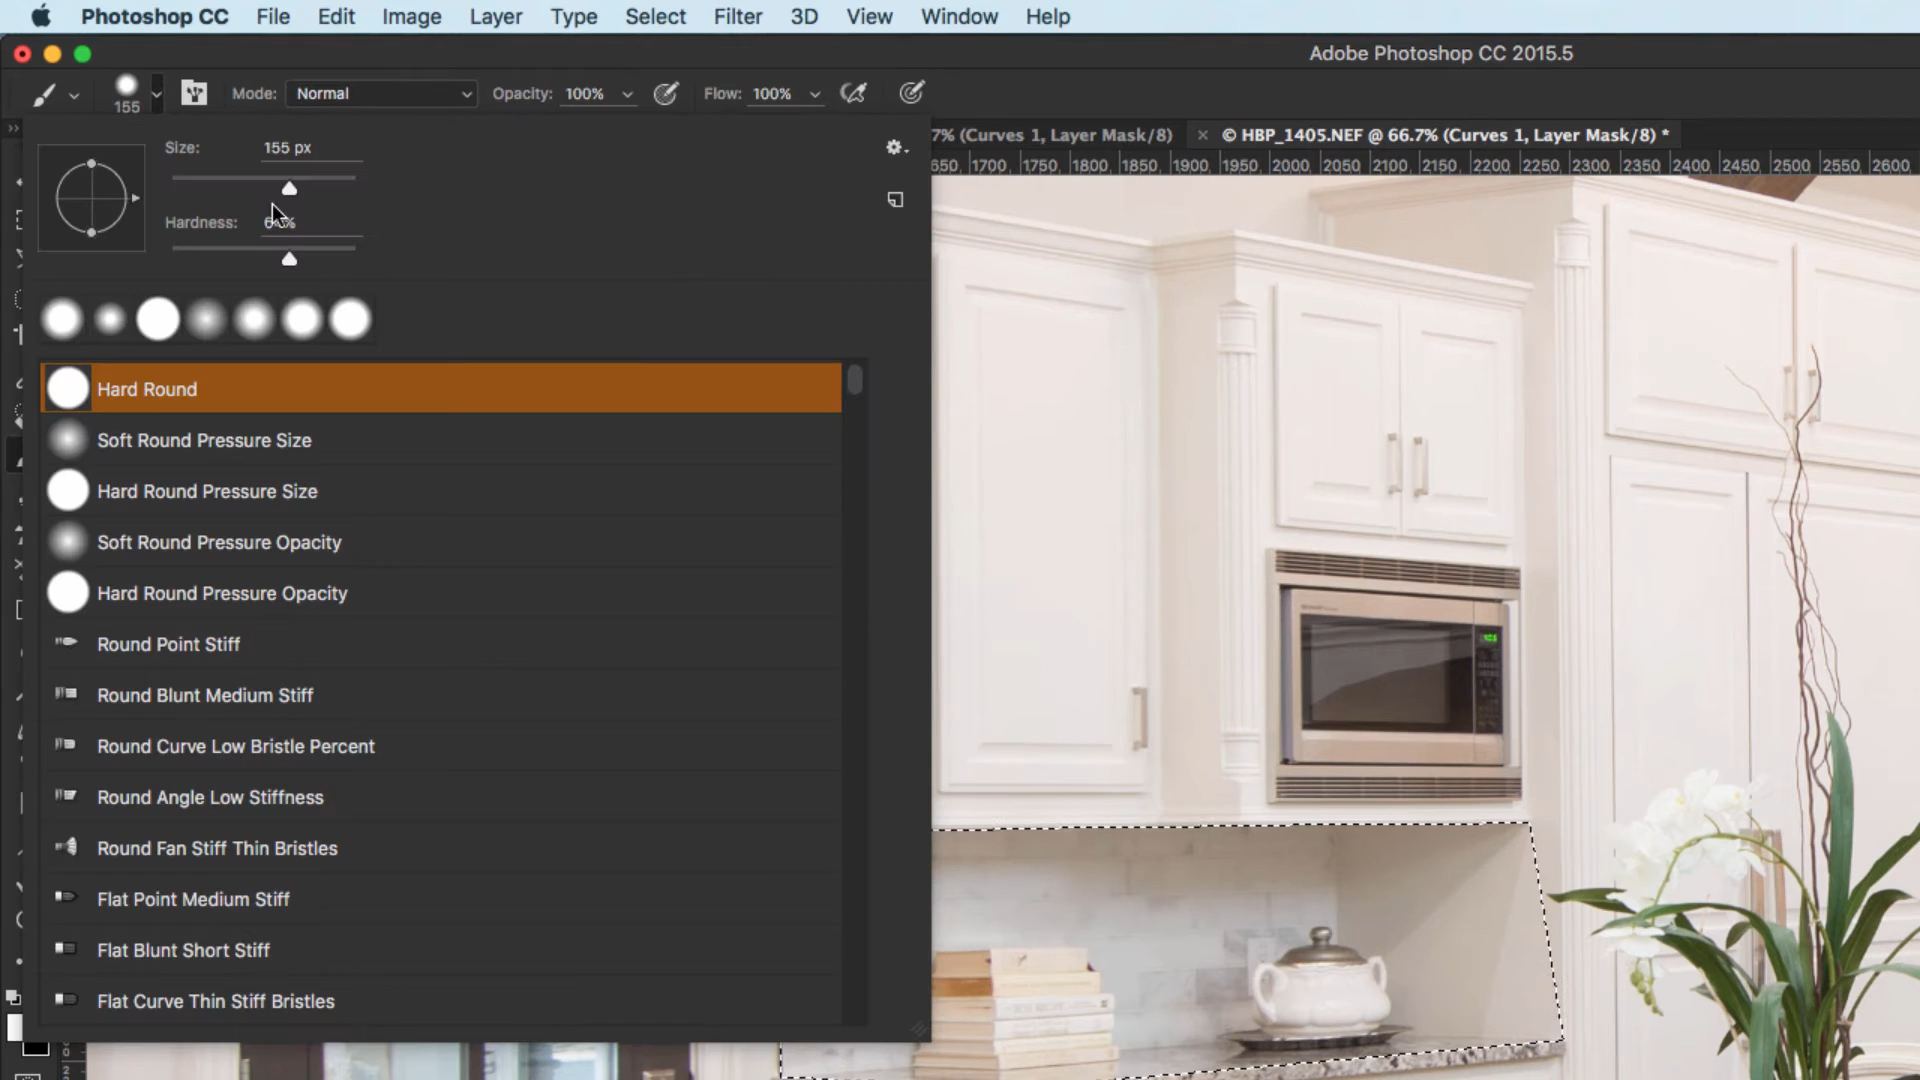 Photoshop CC File Edit Image Layer Type Select Filter 3D View Window Help
Adobe Photoshop CC 2015.5
155 Mode: Normal Opacity: 100% Flow: 100%
7% (Curves 1, Layer Mask/8) × © HBP_1405.NEF @ 66.7% (Curves 1, Layer Mask/8) *
650 1700 1750 1800 1850 1900 1950 2000 2050 2100 2150 2200 2250 2300 2350 2400 2450 2500 2550 2600
Size: 155 px
Hardness:
Hard Round
Soft Round Pressure Size
Hard Round Pressure Size
Soft Round Pressure Opacity
Hard Round Pressure Opacity
Round Point Stiff
Round Blunt Medium Stiff
Round Curve Low Bristle Percent
Round Angle Low Stiffness
Round Fan Stiff Thin Bristles
Flat Point Medium Stiff
Flat Blunt Short Stiff
Flat Curve Thin Stiff Bristles